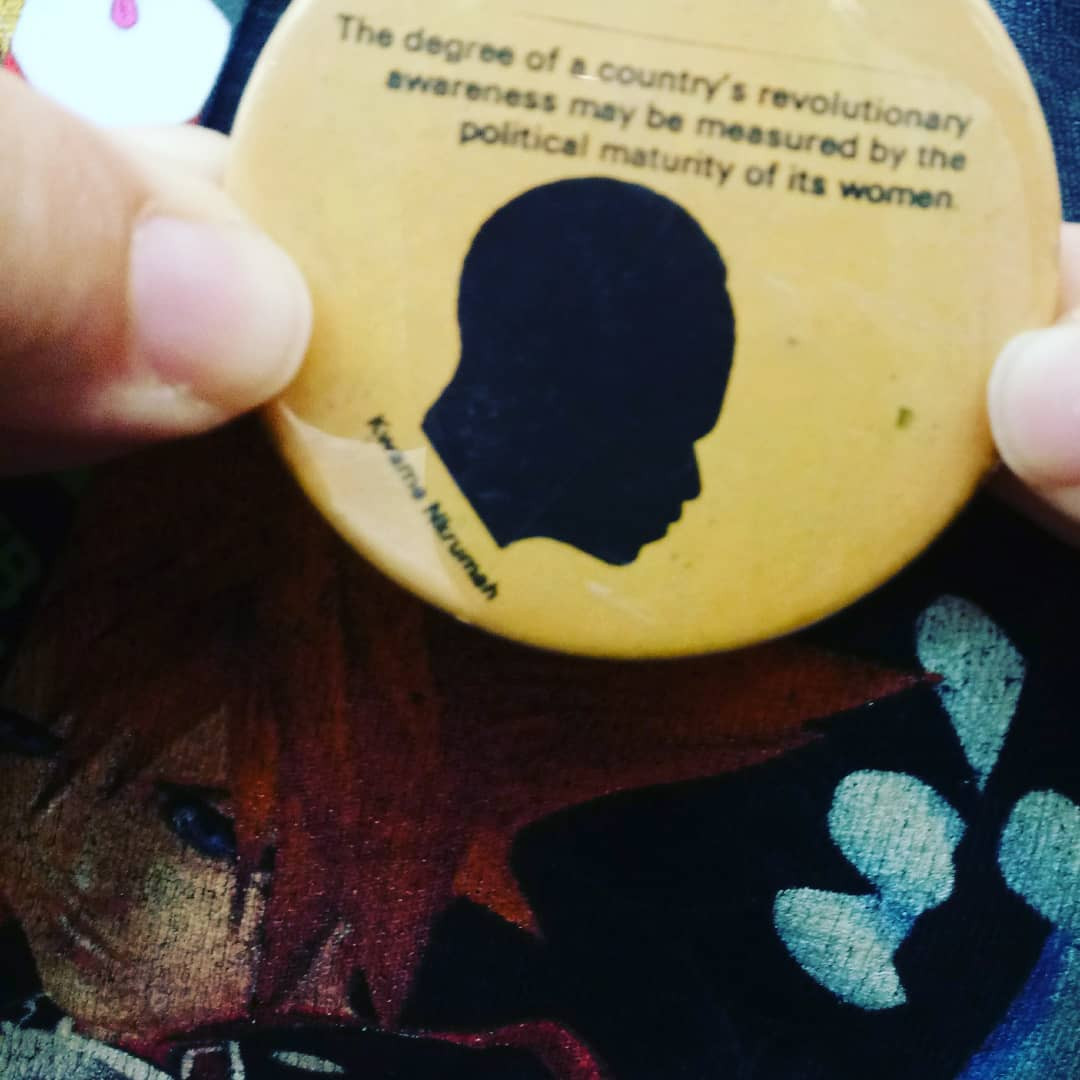 The degree of a country's revolutionary
awareness may be measured by the
political maturity of its women.
Kwame Nkrumah